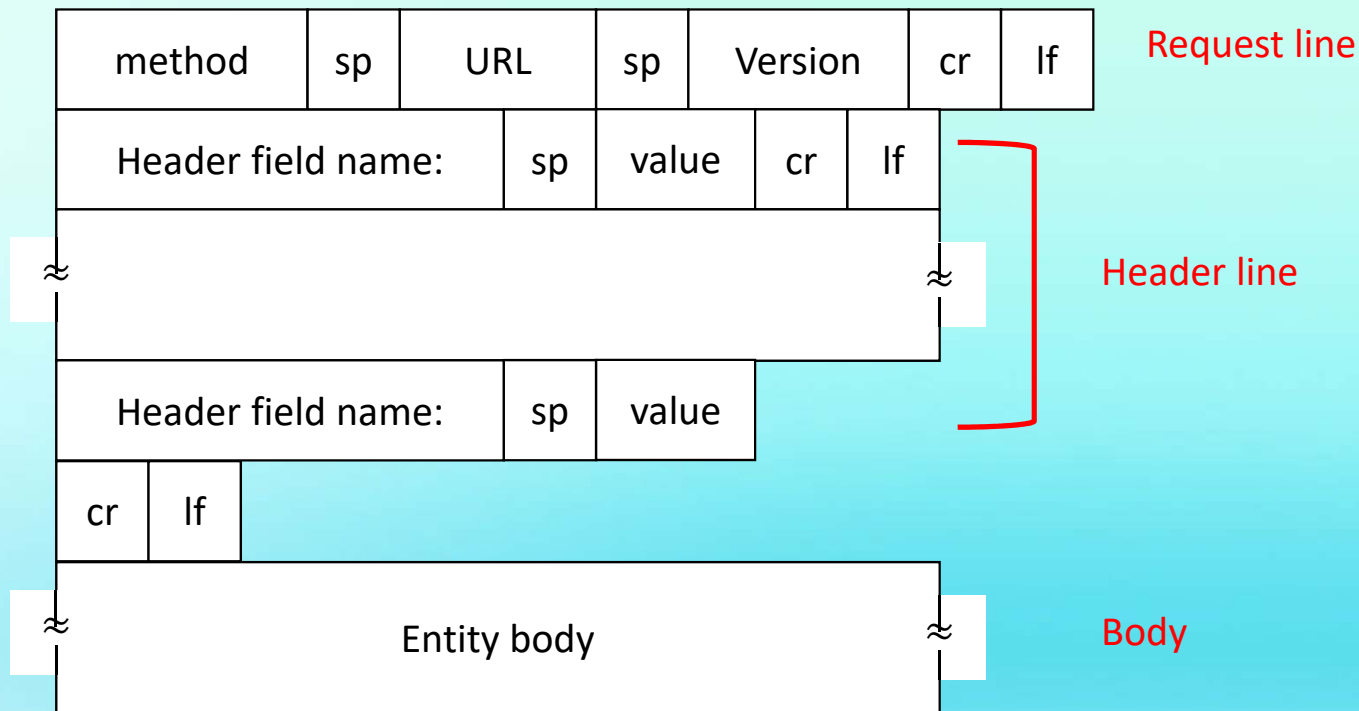 method sp URL sp Version cr lf Request line
Header field name: sp value cr lf
≈ ≈ Header line
Header field name: sp value
cr lf
≈ Entity body ≈ Body